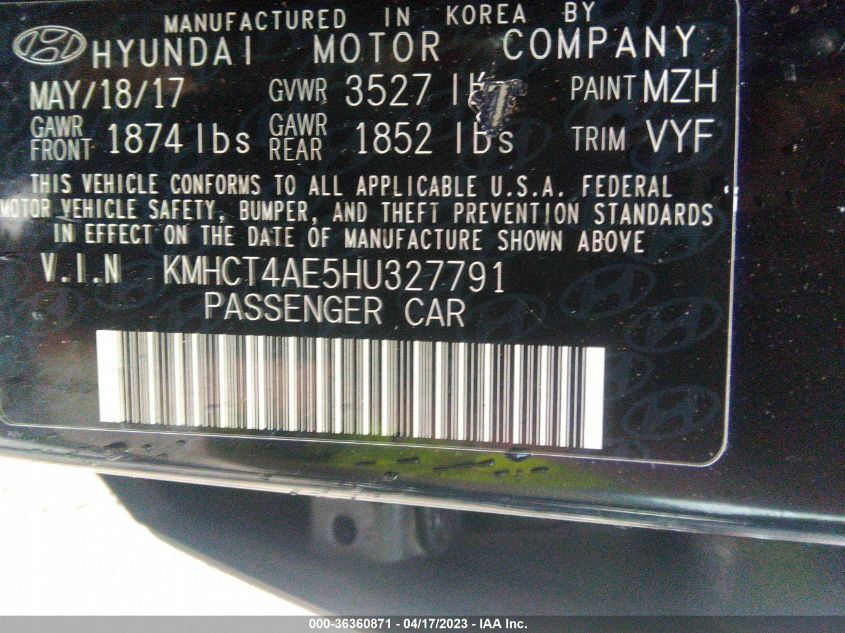 MANUFACTURED IN KOREA BY
HYUNDAI MOTOR COMPANY
MAY/18/17 GVWR 3527 lb PAINT MZH
GAWR FRONT 1874 lbs GAWR REAR 1852 lbs TRIM VYF
THIS VEHICLE CONFORMS TO ALL APPLICABLE U.S.A. FEDERAL
MOTOR VEHICLE SAFETY, BUMPER, AND THEFT PREVENTION STANDARDS
IN EFFECT ON THE DATE OF MANUFACTURE SHOWN ABOVE
V.I.N KMHCT4AE5HU327791
PASSENGER CAR
000-36360871 - 04/17/2023 - IAA Inc.